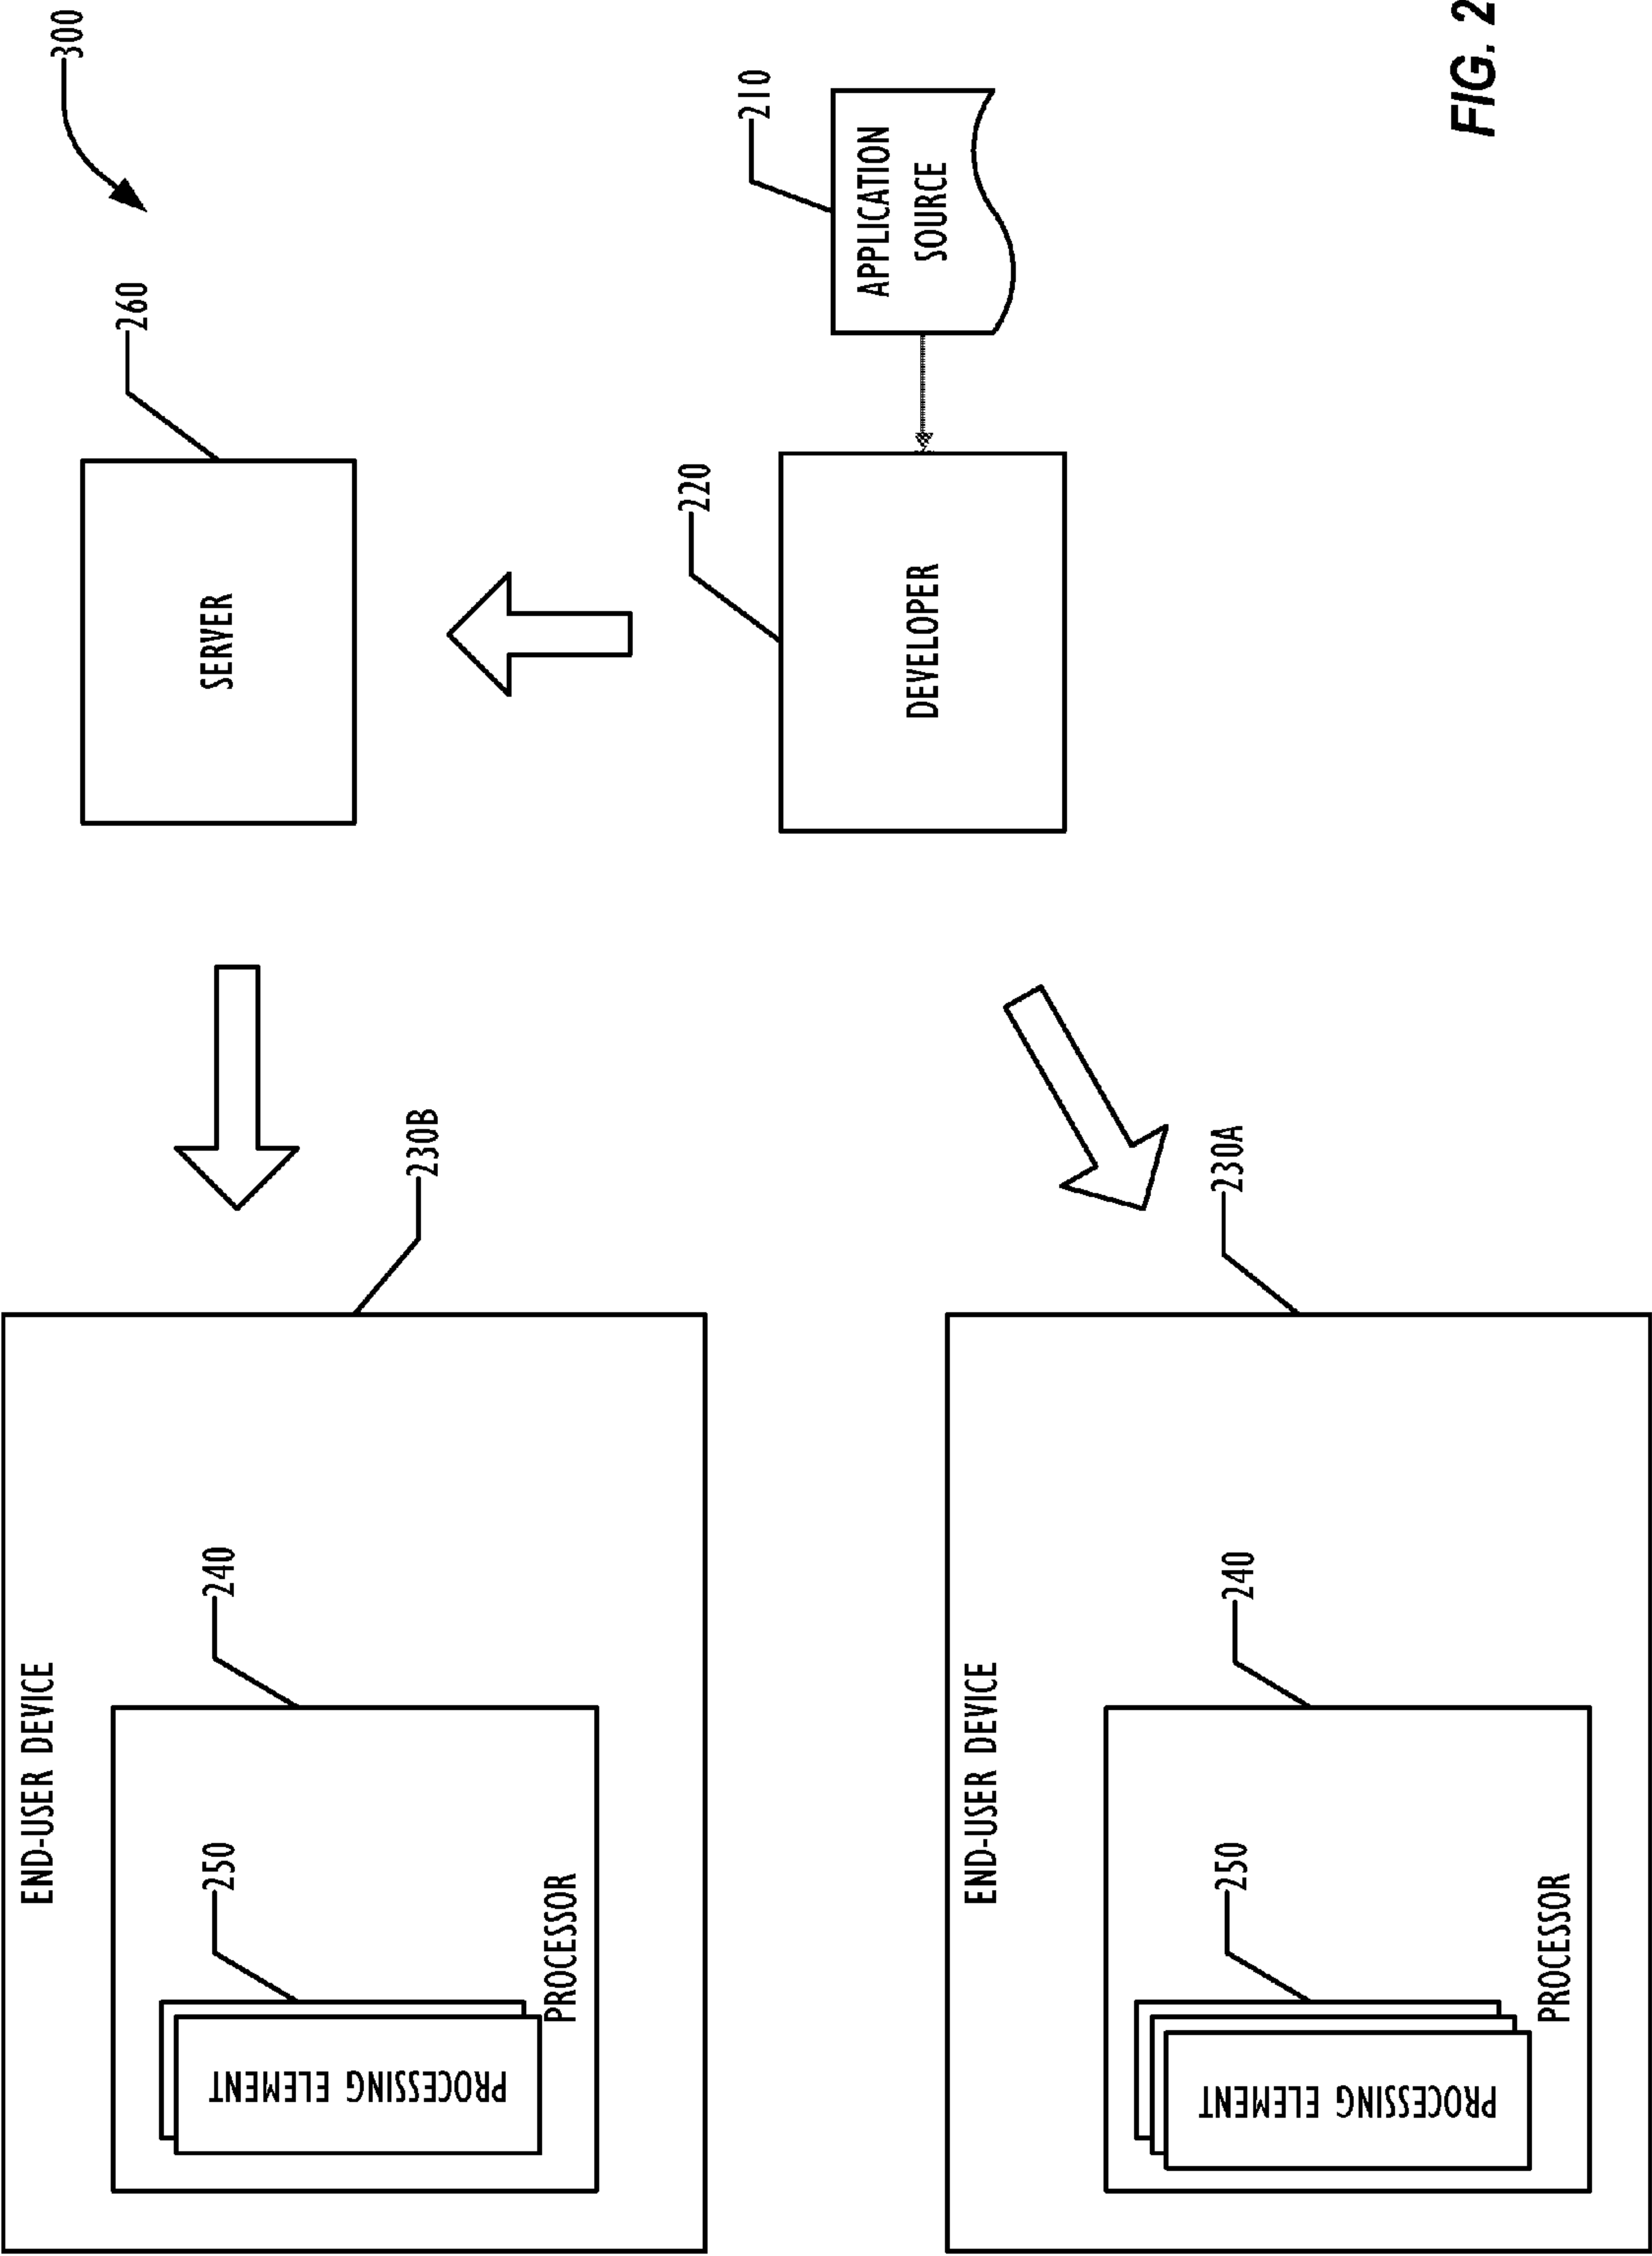 END-USER DEVICE
300
260
250
240
SERVER
PROCESSING ELEMENT
230B
PROCESSOR
220
210
APPLICATION
SOURCE
DEVELOPER
END-USER DEVICE
250
240
230A
PROCESSING ELEMENT
PROCESSOR
FIG. 2